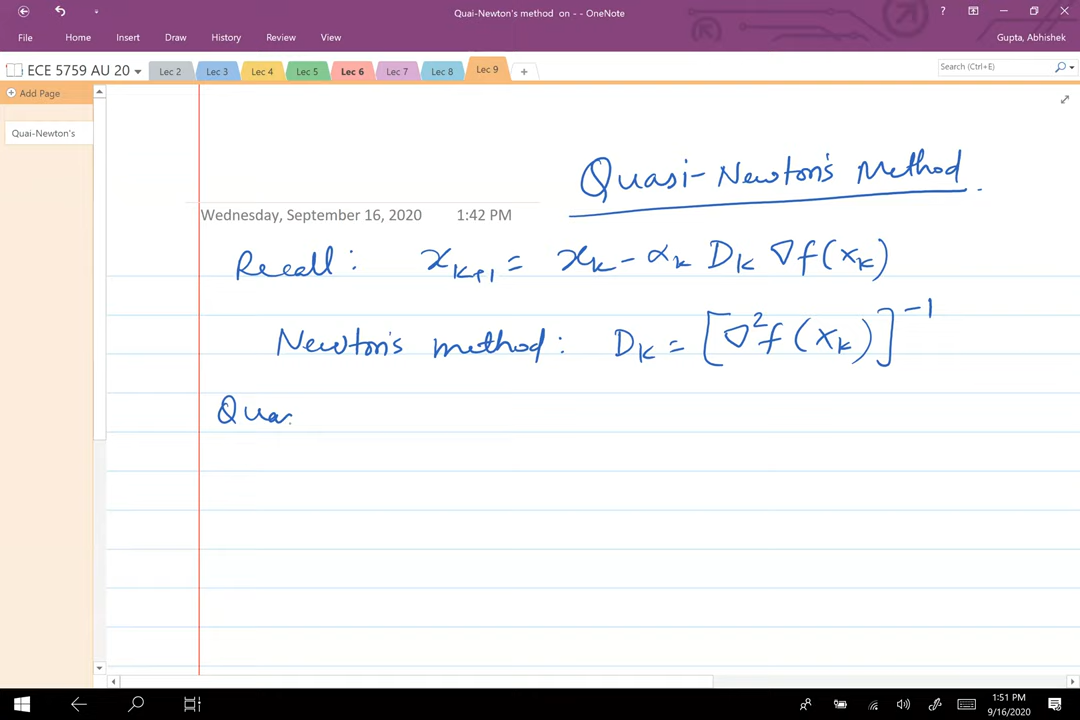 Quai-Newton's method on - - OneNote
File Home Insert Draw History Review View
Gupta, Abhishek
ECE 5759 AU 20
Lec 2 Lec 3 Lec 4 Lec 5 Lec 6 Lec 7 Lec 8 Lec 9
Search (Ctrl+E)
Add Page
Quai-Newton's
Quasi-Newton's Method.
Wednesday, September 16, 2020 1:42 PM
Recall: x_{k+1} = x_k - α_k D_k ∇f(x_k)
Newton's method: D_k = [∇²f(x_k)]⁻¹
Quas
1:51 PM
9/16/2020